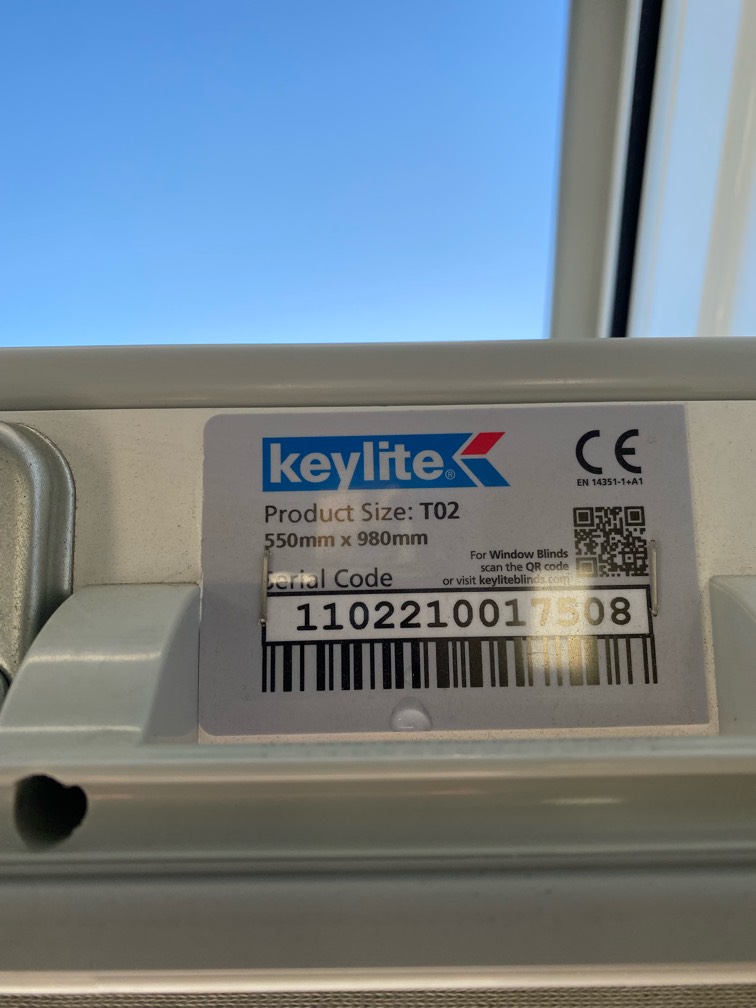 keylite®
CE
EN 14351-1+A1
Product Size: T02
550mm x 980mm
For Window Blinds
scan the QR code
or visit keyliteblinds.com
Serial Code
1102210017508